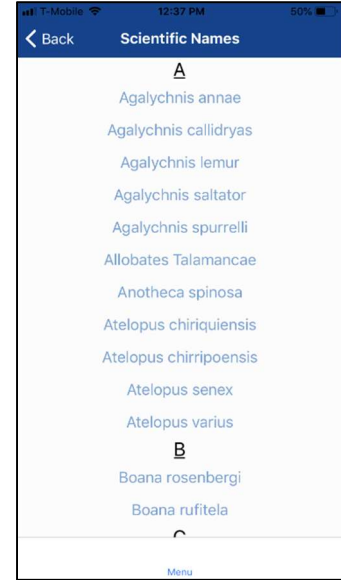 T-Mobile 12:37 PM 50%
Back Scientific Names
A
Agalychnis annae
Agalychnis callidryas
Agalychnis lemur
Agalychnis saltator
Agalychnis spurrelli
Allobates Talamancae
Anotheca spinosa
Atelopus chiriquiensis
Atelopus chirripoensis
Atelopus senex
Atelopus varius
B
Boana rosenbergi
Boana rufitela
Menu